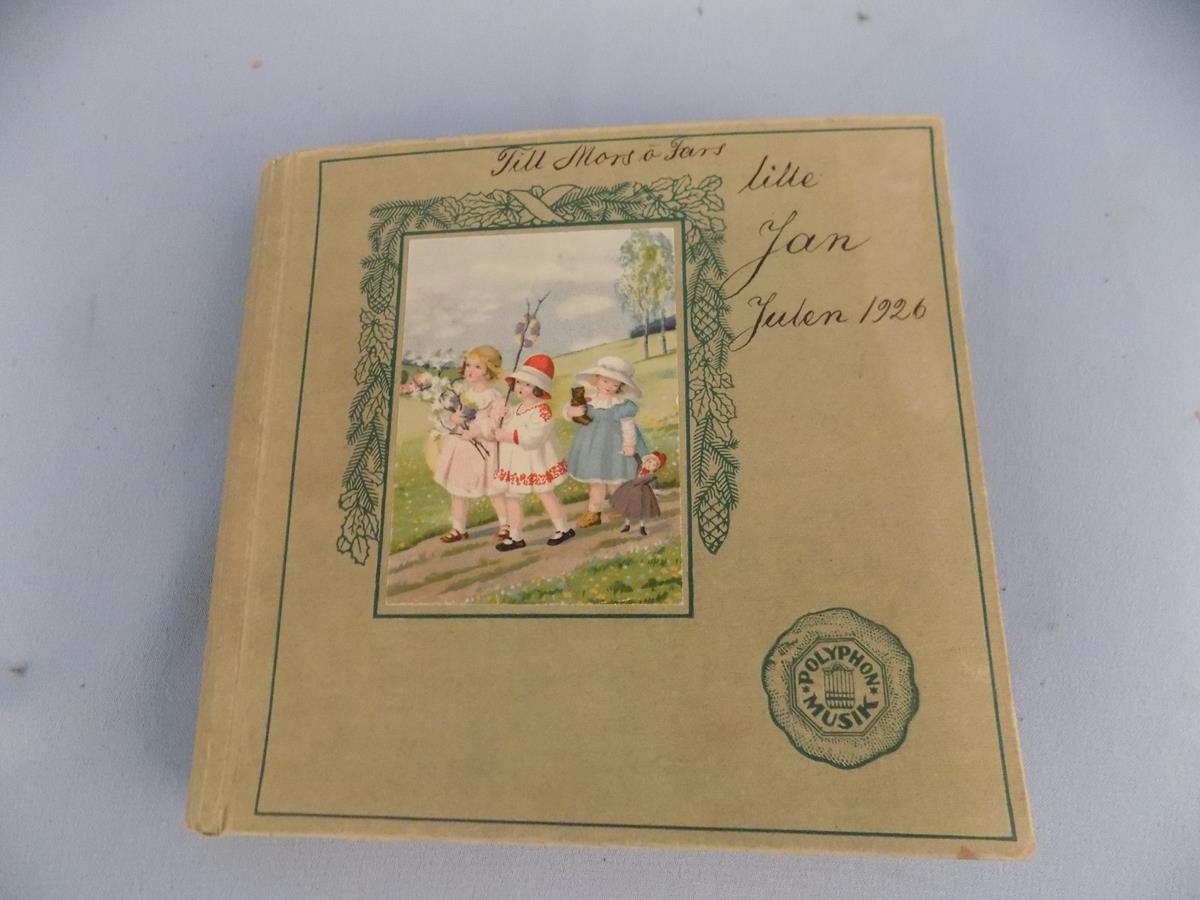 Till Mors o Fars
lille
Jan
Julen 1926
POLYPHON
MUSIK